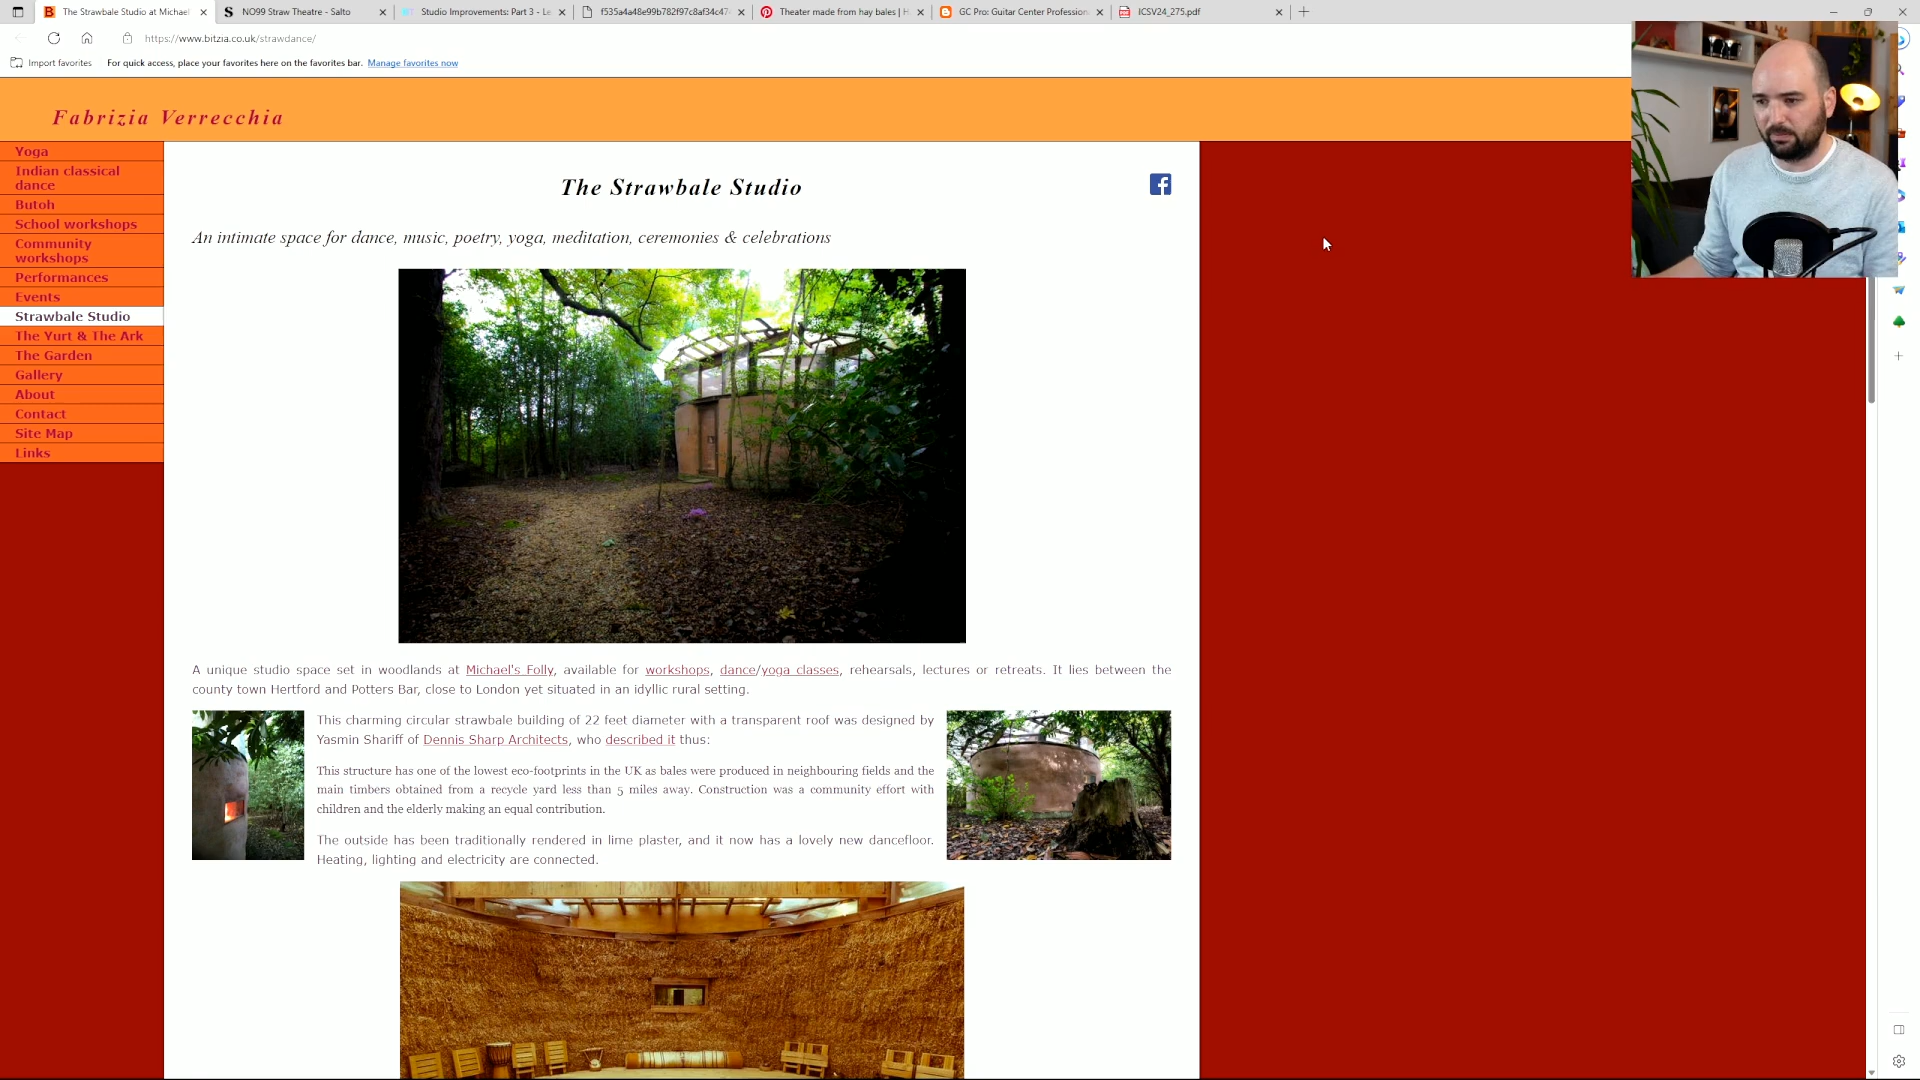 The Strawbale Studio at Michael
NO99 Straw Theatre - Salto
Studio Improvements: Part 3 - Le
f535a4a48e99b782f97c8af34c47
Theater made from hay bales | H
GC Pro: Guitar Center Profession
ICSV24_275.pdf
https://www.bitzia.co.uk/strawdance/
Import favorites
For quick access, place your favorites here on the favorites bar. Manage favorites now
Fabrizia Verrecchia
Yoga
Indian classical
dance
Butoh
School workshops
Community
workshops
Performances
Events
Strawbale Studio
The Yurt & The Ark
The Garden
Gallery
About
Contact
Site Map
Links
The Strawbale Studio
An intimate space for dance, music, poetry, yoga, meditation, ceremonies & celebrations
A unique studio space set in woodlands at Michael's Folly, available for workshops, dance/yoga classes, rehearsals, lectures or retreats. It lies between the
county town Hertford and Potters Bar, close to London yet situated in an idyllic rural setting.
This charming circular strawbale building of 22 feet diameter with a transparent roof was designed by
Yasmin Shariff of Dennis Sharp Architects, who described it thus:
This structure has one of the lowest eco-footprints in the UK as bales were produced in neighbouring fields and the
main timbers obtained from a recycle yard less than 5 miles away. Construction was a community effort with
children and the elderly making an equal contribution.
The outside has been traditionally rendered in lime plaster, and it now has a lovely new dancefloor.
Heating, lighting and electricity are connected.